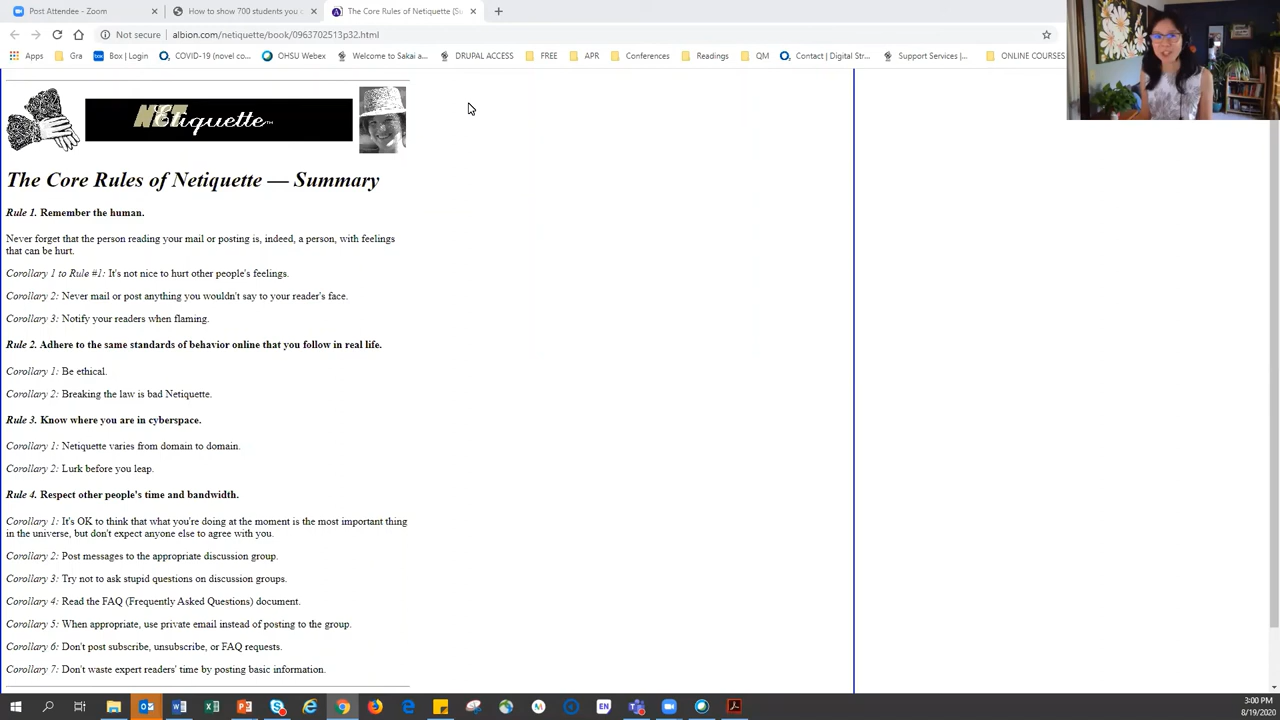 Post Attendee - Zoom
How to show 700 students you c
The Core Rules of Netiquette (Su
Not secure
albion.com/netiquette/book/0963702513p32.html
Apps
Gra
box
Box | Login
COVID-19 (novel co...
OHSU Webex
Welcome to Sakai a...
DRUPAL ACCESS
FREE
APR
Conferences
Readings
QM
Contact | Digital Str...
Support Services |...
ONLINE COURSES
NETiquette™
The Core Rules of Netiquette — Summary
Rule 1. Remember the human.
Never forget that the person reading your mail or posting is, indeed, a person, with feelings
that can be hurt.
Corollary 1 to Rule #1: It's not nice to hurt other people's feelings.
Corollary 2: Never mail or post anything you wouldn't say to your reader's face.
Corollary 3: Notify your readers when flaming.
Rule 2. Adhere to the same standards of behavior online that you follow in real life.
Corollary 1: Be ethical.
Corollary 2: Breaking the law is bad Netiquette.
Rule 3. Know where you are in cyberspace.
Corollary 1: Netiquette varies from domain to domain.
Corollary 2: Lurk before you leap.
Rule 4. Respect other people's time and bandwidth.
Corollary 1: It's OK to think that what you're doing at the moment is the most important thing
in the universe, but don't expect anyone else to agree with you.
Corollary 2: Post messages to the appropriate discussion group.
Corollary 3: Try not to ask stupid questions on discussion groups.
Corollary 4: Read the FAQ (Frequently Asked Questions) document.
Corollary 5: When appropriate, use private email instead of posting to the group.
Corollary 6: Don't post subscribe, unsubscribe, or FAQ requests.
Corollary 7: Don't waste expert readers' time by posting basic information.
EN
3:00 PM
8/19/2020